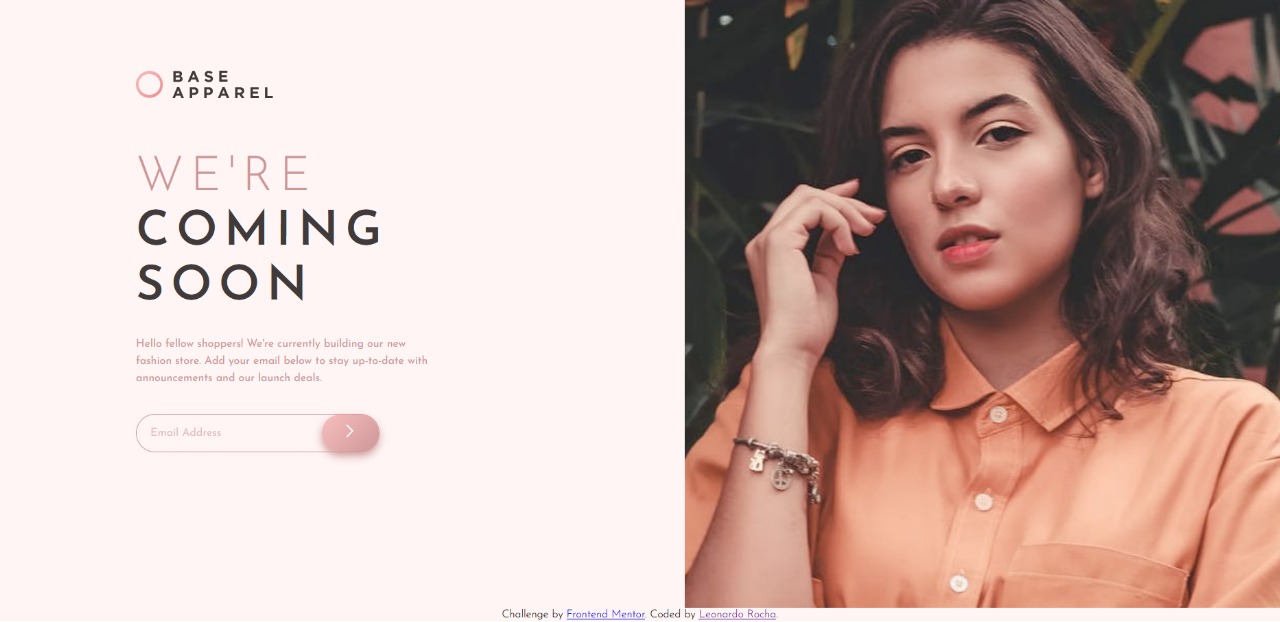 BASE
APPAREL
WE'RE
COMING
SOON
Hello fellow shoppers! We're currently building our new
fashion store. Add your email below to stay up-to-date with
announcements and our launch deals.
Email Address
Challenge by Frontend Mentor. Coded by Leonardo Rocha.